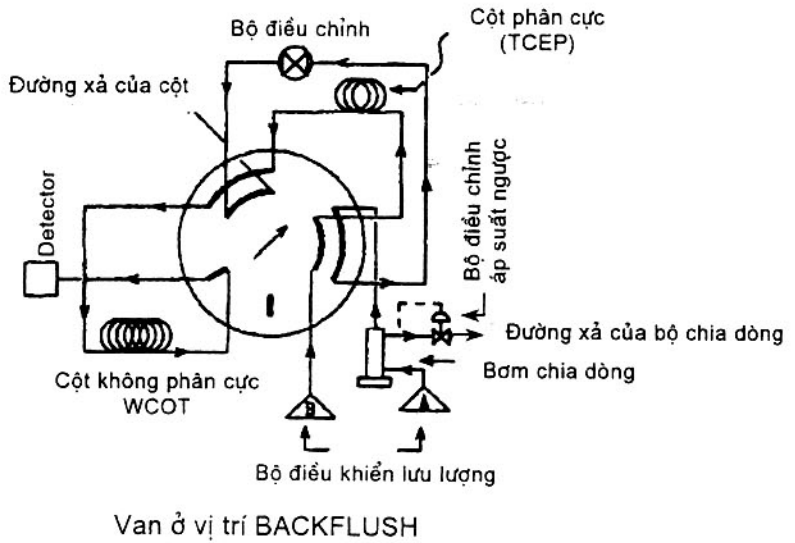 Bộ điều chỉnh
Cột phân cực
(TCEP)
Đường xả của cột
Detector
Bộ điều chỉnh
áp suất ngược
Đường xả của bộ chia dòng
Bơm chia dòng
Cột không phân cực
WCOT
B
A
Bộ điều khiển lưu lượng
Van ở vị trí BACKFLUSH